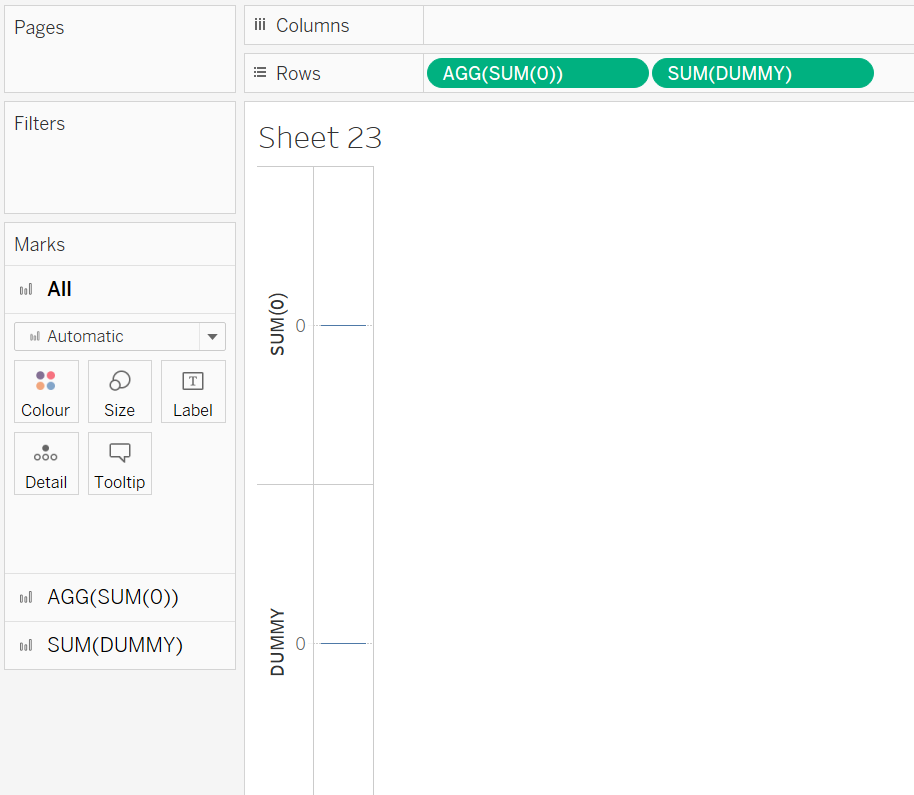 Pages
Columns
Rows
AGG(SUM(0))
SUM(DUMMY)
Filters
Sheet 23
Marks
All
Automatic
Colour
Size
T
Label
Detail
Tooltip
AGG(SUM(0))
SUM(DUMMY)
SUM(0)
0
DUMMY
0